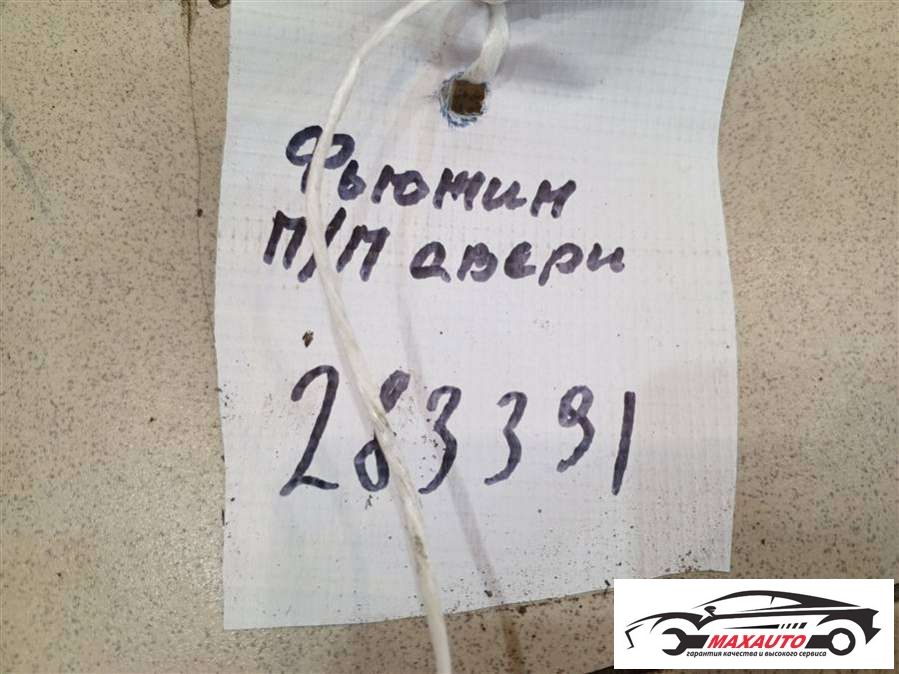 Фьюжин
П/П двери
283391
MAXAUTO
гарантия качества и высокого сервиса